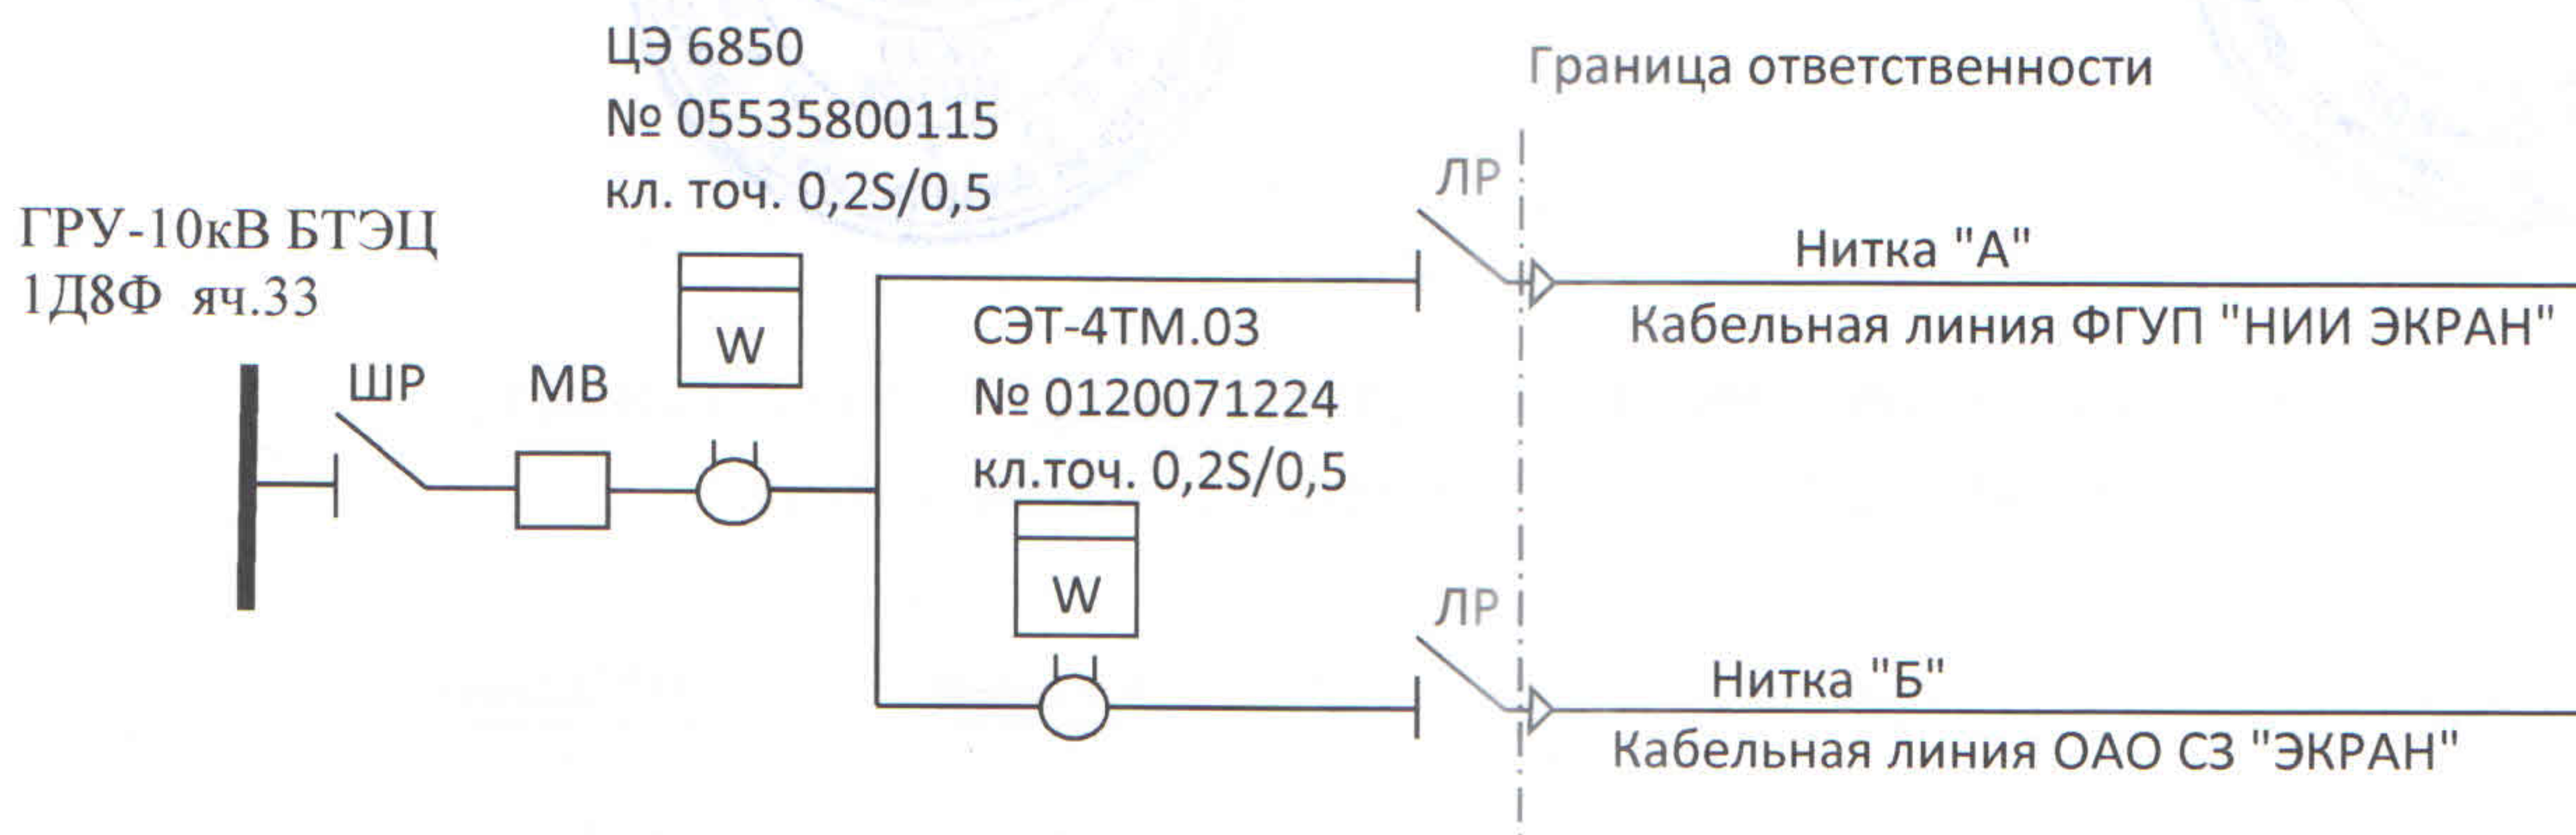 ЦЭ 6850
№ 05535800115
кл. точ. 0,2S/0,5
Граница ответственности
ГРУ-10кВ БТЭЦ
1Д8Ф яч.33
ШР
МВ
W
ЛР
Нитка "А"
Кабельная линия ФГУП "НИИ ЭКРАН"
СЭТ-4ТМ.03
№ 0120071224
кл.точ. 0,2S/0,5
W
ЛР
Нитка "Б"
Кабельная линия ОАО СЗ "ЭКРАН"